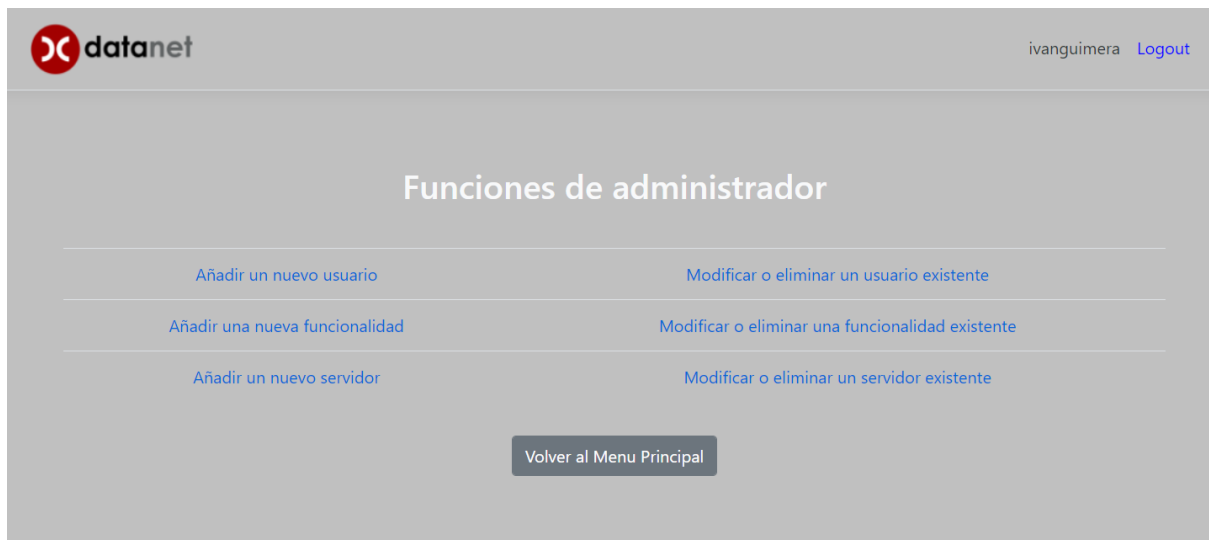 datanet
ivanguimera Logout
Funciones de administrador
Añadir un nuevo usuario Modificar o eliminar un usuario existente
Añadir una nueva funcionalidad Modificar o eliminar una funcionalidad existente
Añadir un nuevo servidor Modificar o eliminar un servidor existente
Volver al Menu Principal